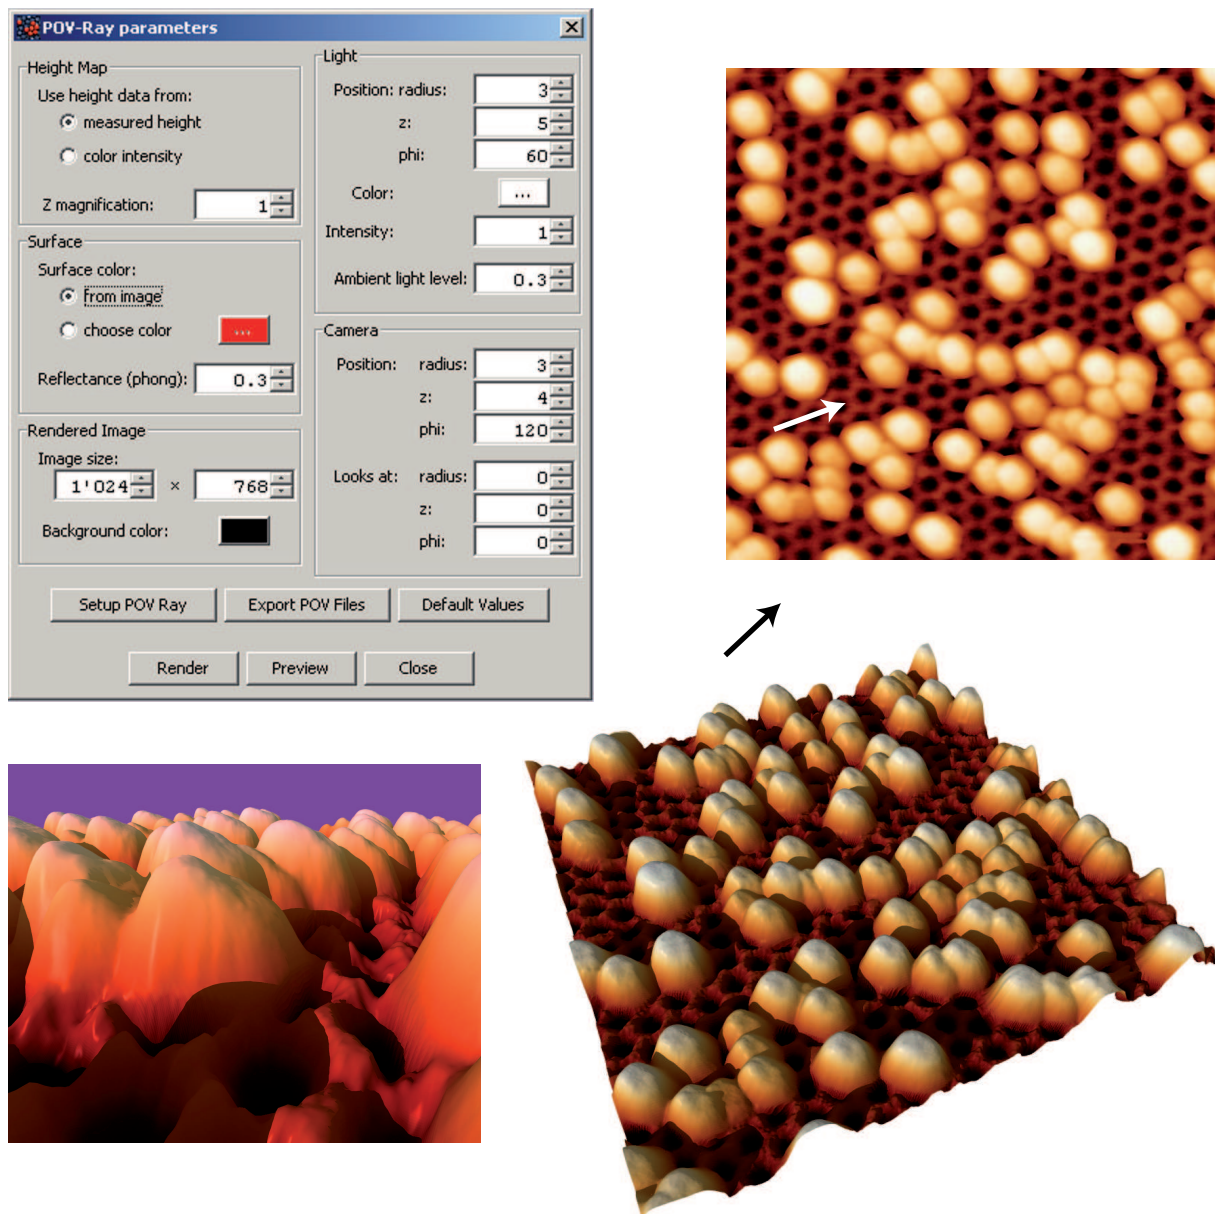 POV-Ray parameters
Height Map
Use height data from:
measured height
color intensity
Z magnification: 1
Surface
Surface color:
from image
choose color ...
Reflectance (phong): 0.3
Rendered Image
Image size:
1'024 × 768
Background color:
Light
Position: radius: 3
z: 5
phi: 60
Color: ...
Intensity: 1
Ambient light level: 0.3
Camera
Position: radius: 3
z: 4
phi: 120
Looks at: radius: 0
z: 0
phi: 0
Setup POV Ray Export POV Files Default Values
Render Preview Close